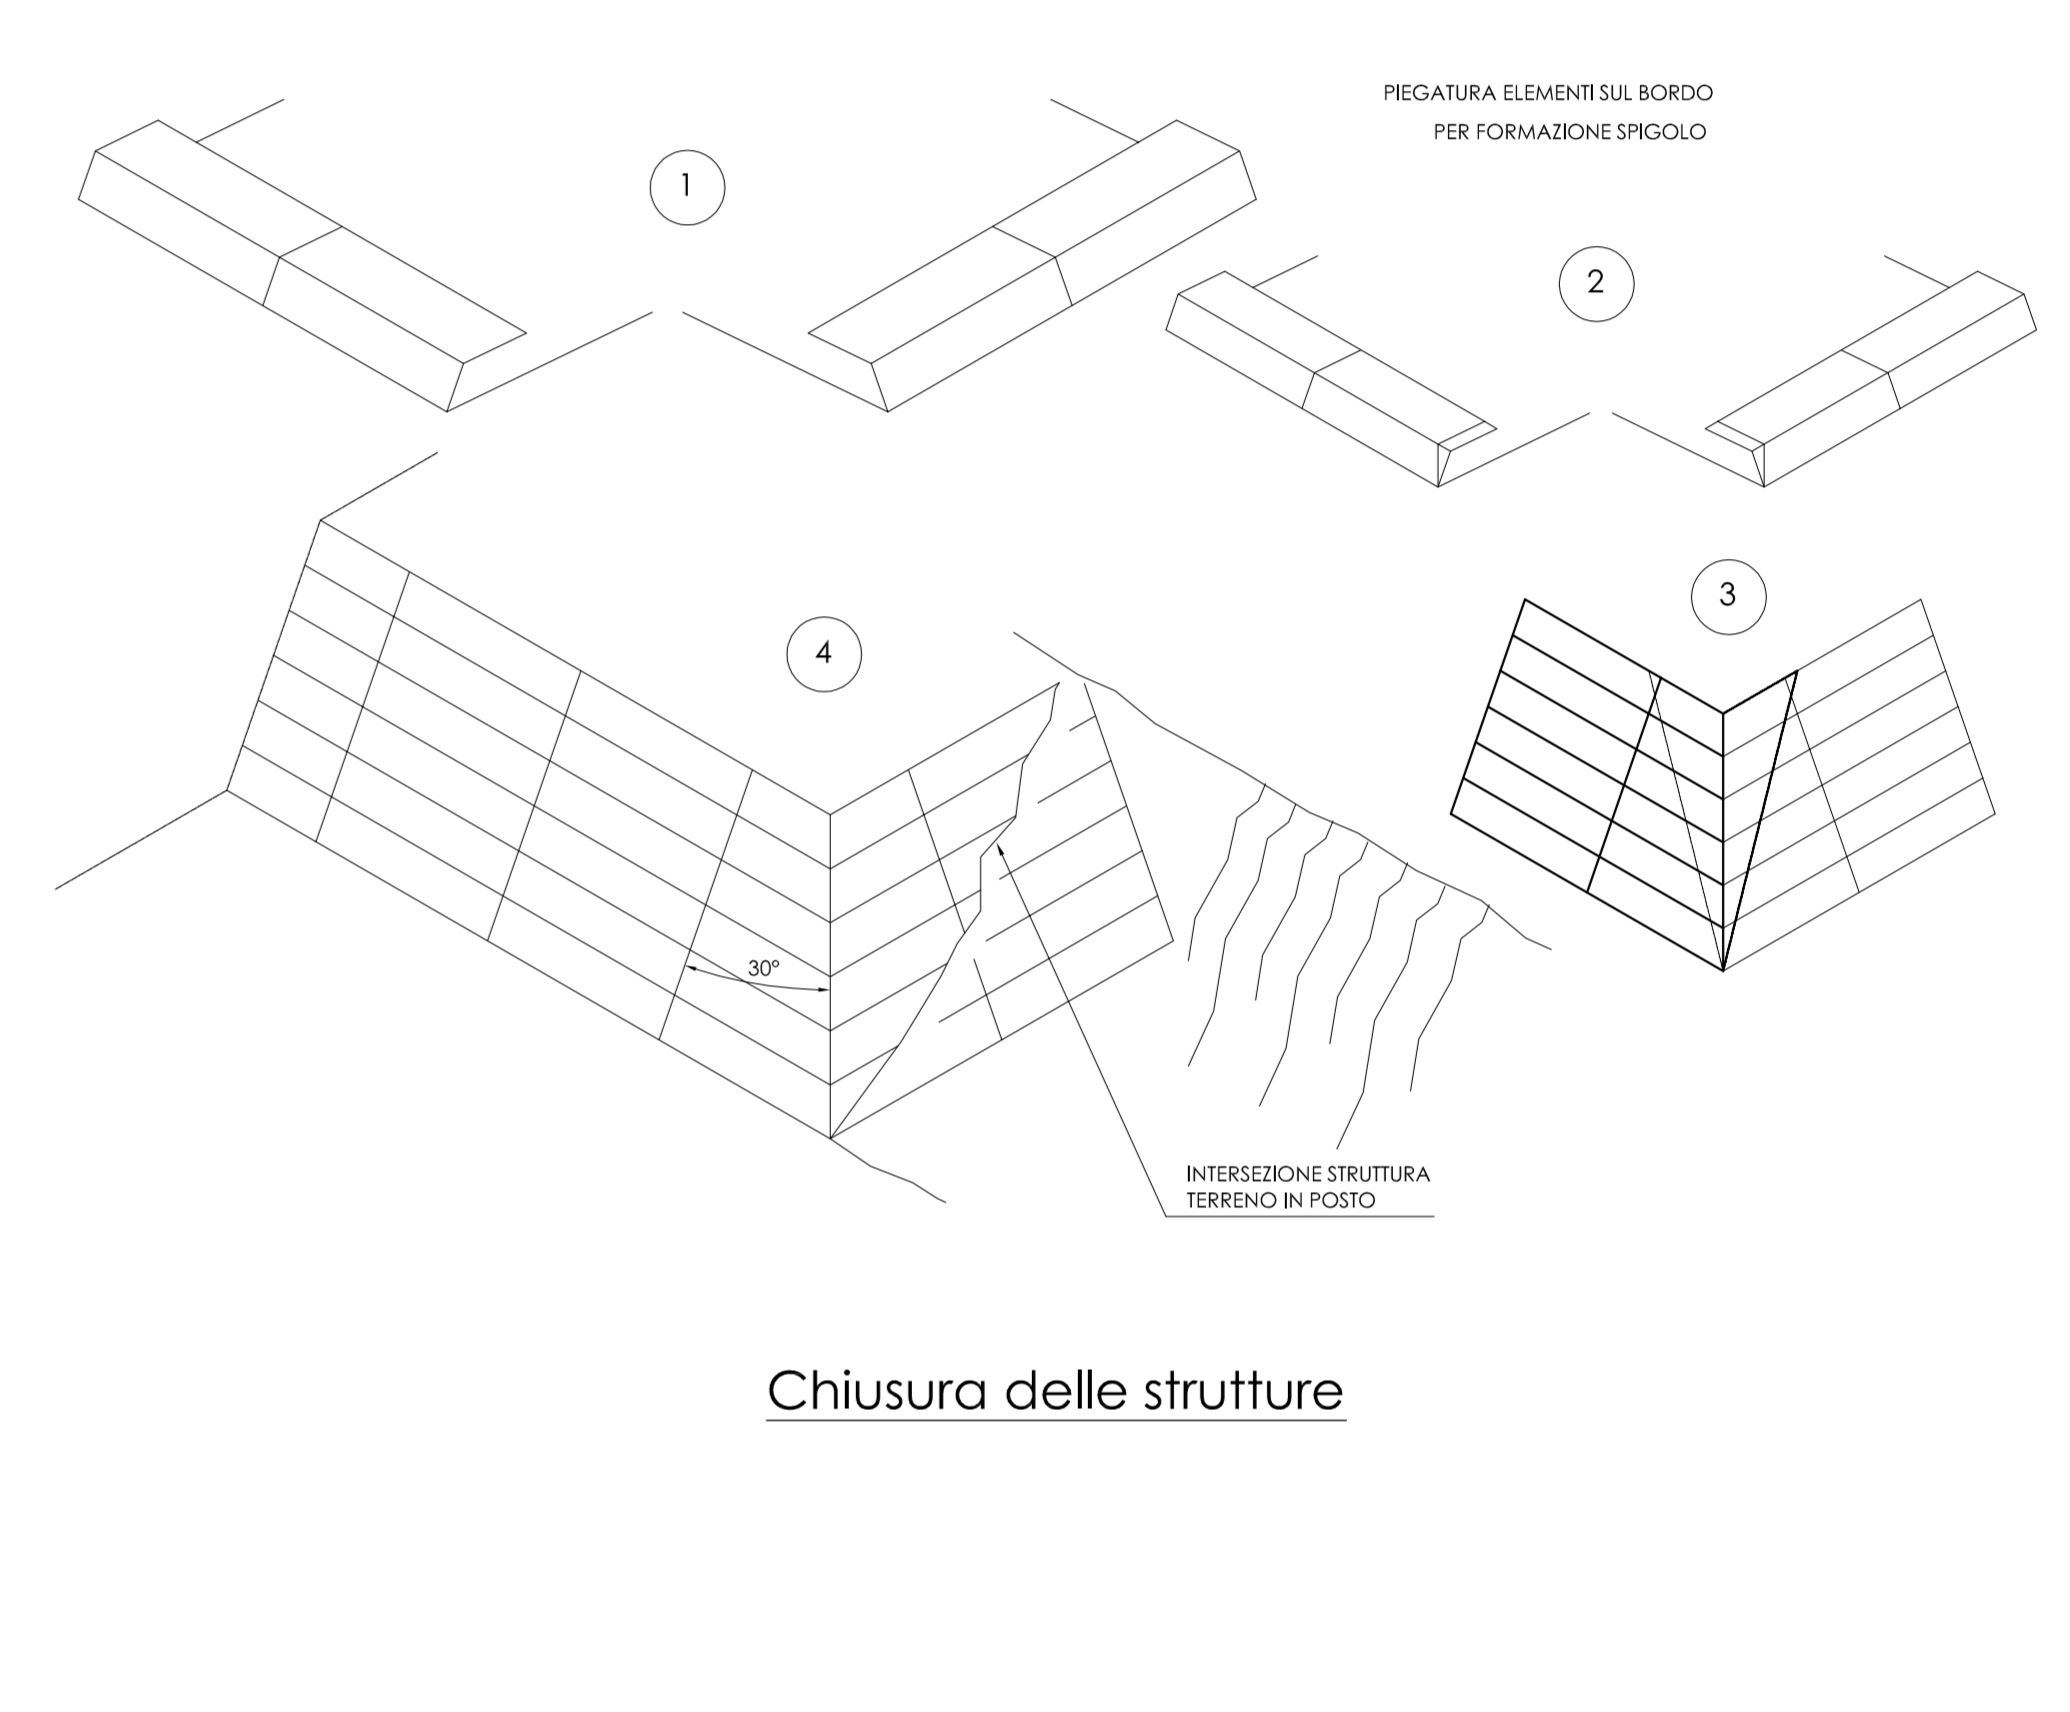 PIEGATURA ELEMENTI SUL BORDO
PER FORMAZIONE SPIGOLO
1
2
3
4
30°
INTERSEZIONE STRUTTURA
TERRENO IN POSTO
Chiusura delle strutture